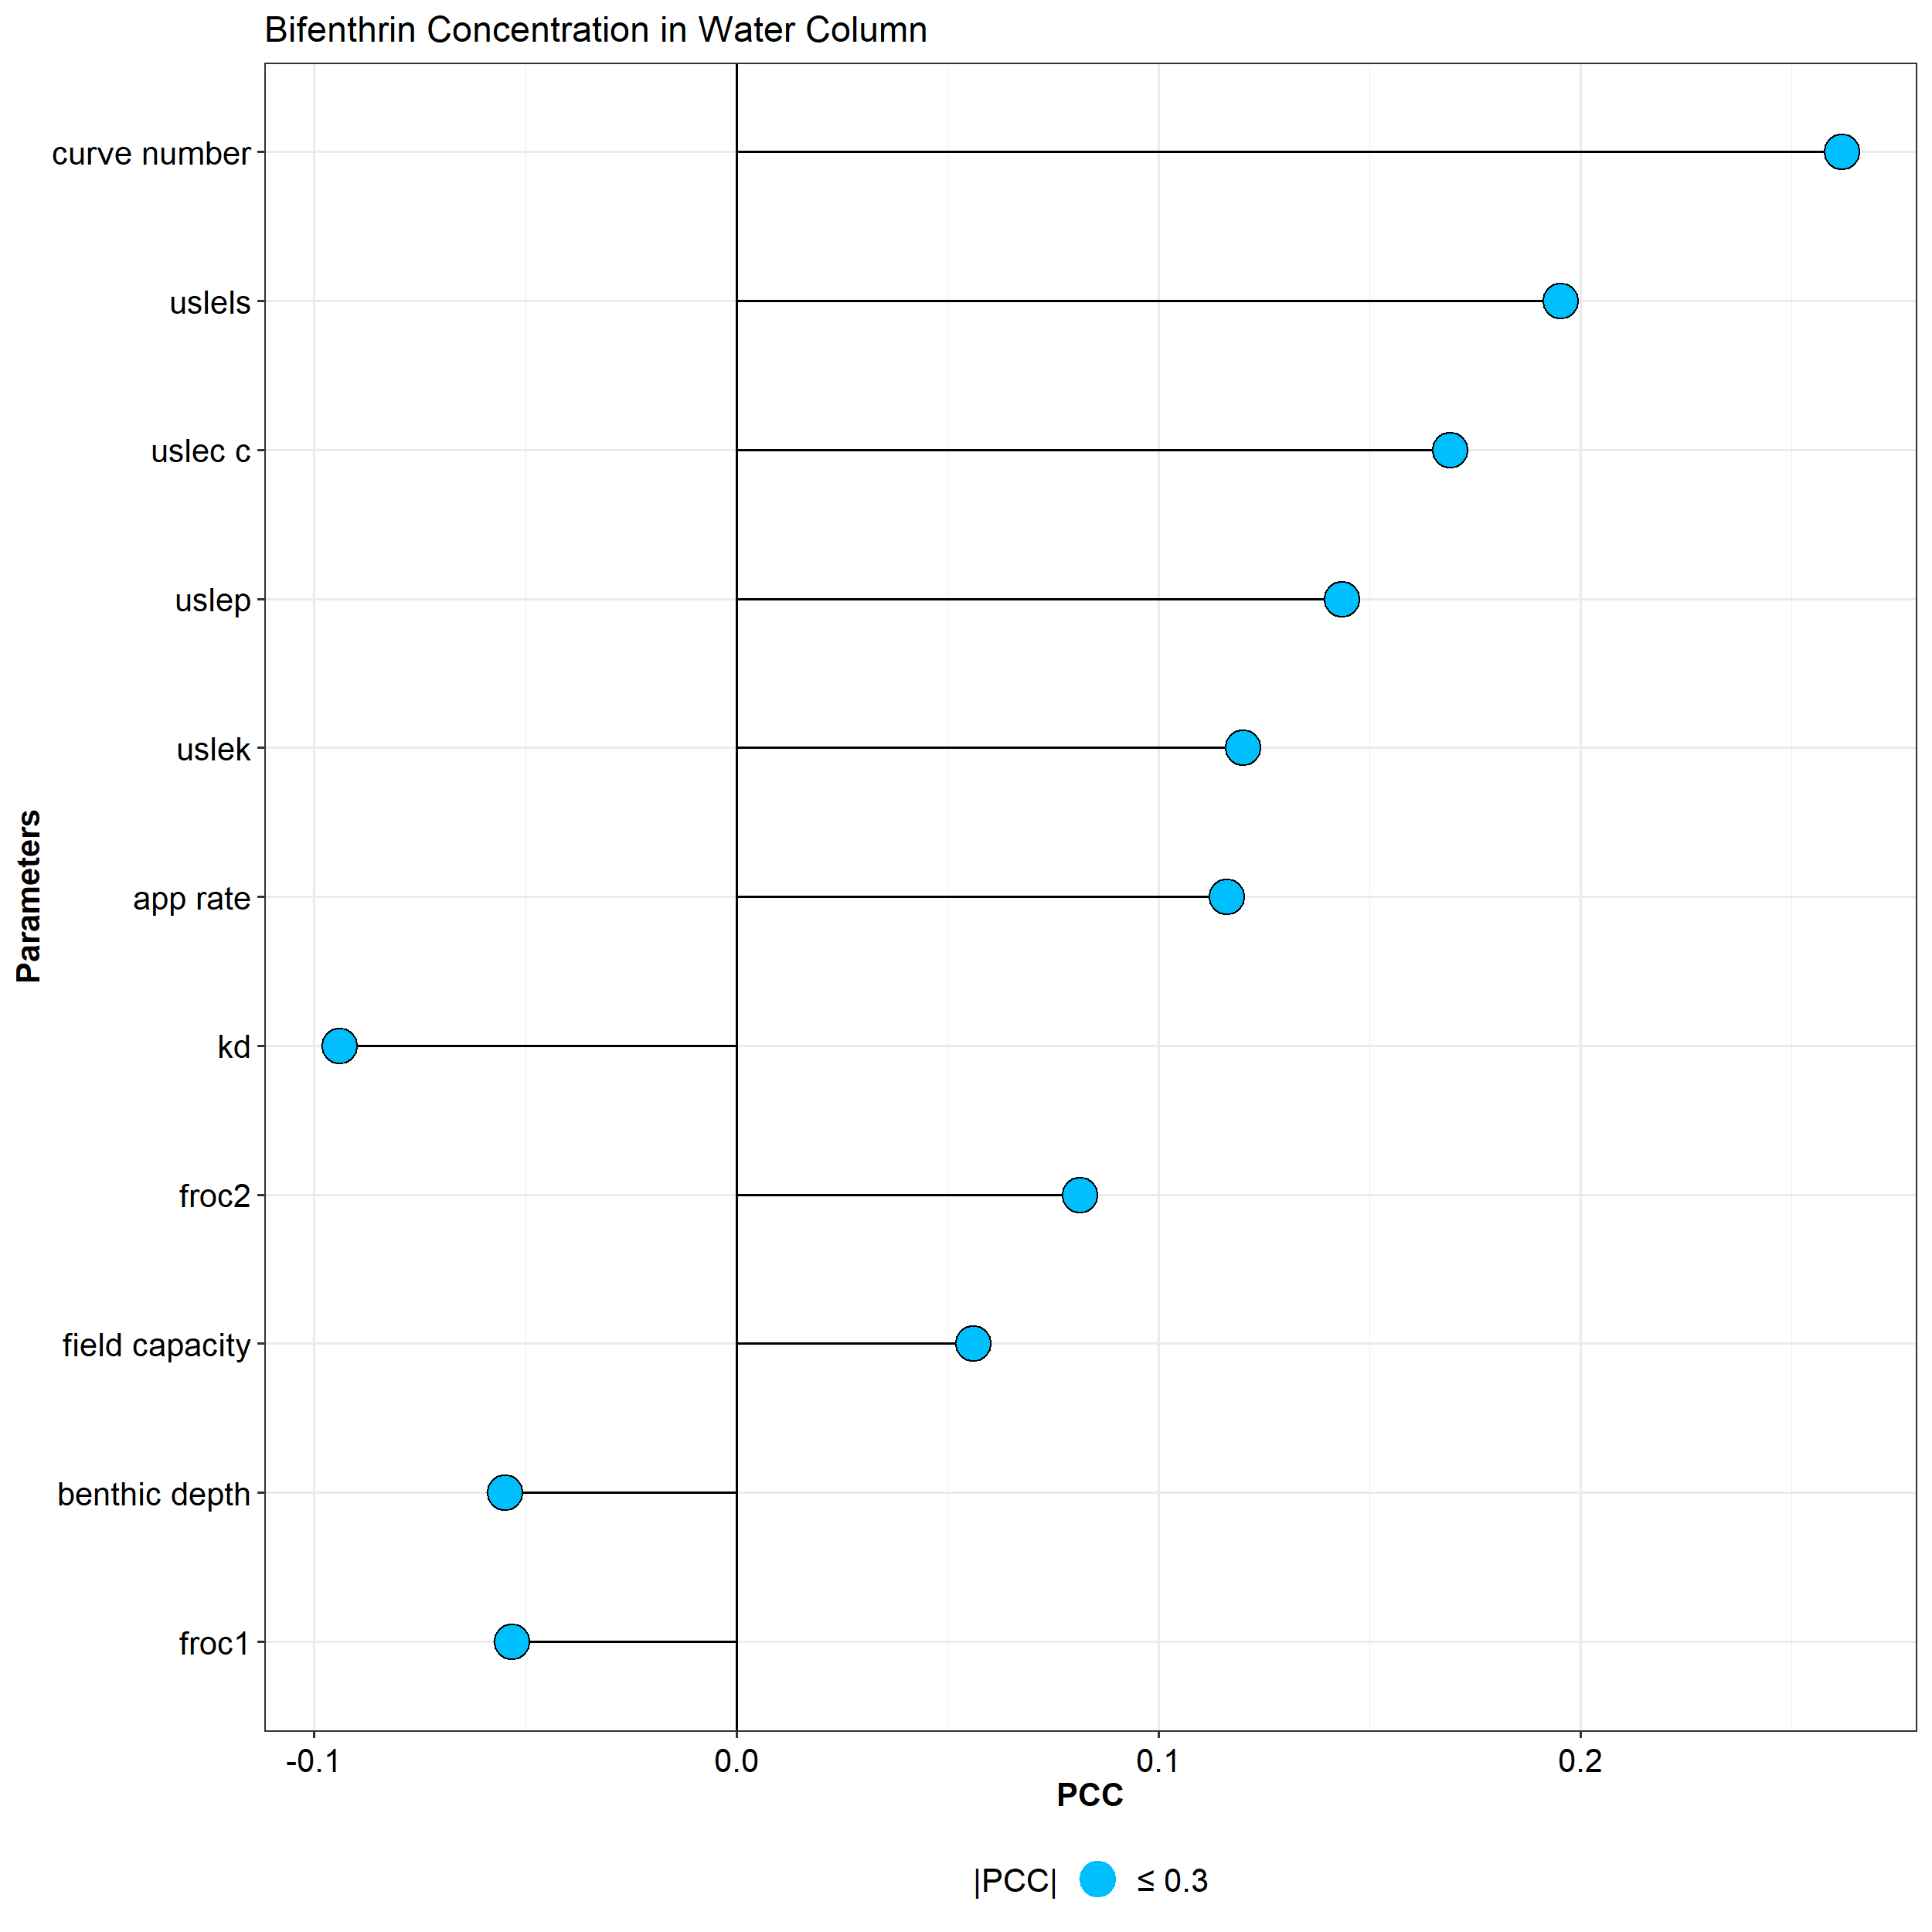 Bifenthrin Concentration in Water Column
curve number
uslels
uslec c
uslep
uslek
app rate
kd
froc2
field capacity
benthic depth
froc1
Parameters
-0.1 0.0 0.1 0.2
PCC
|PCC| ≤ 0.3